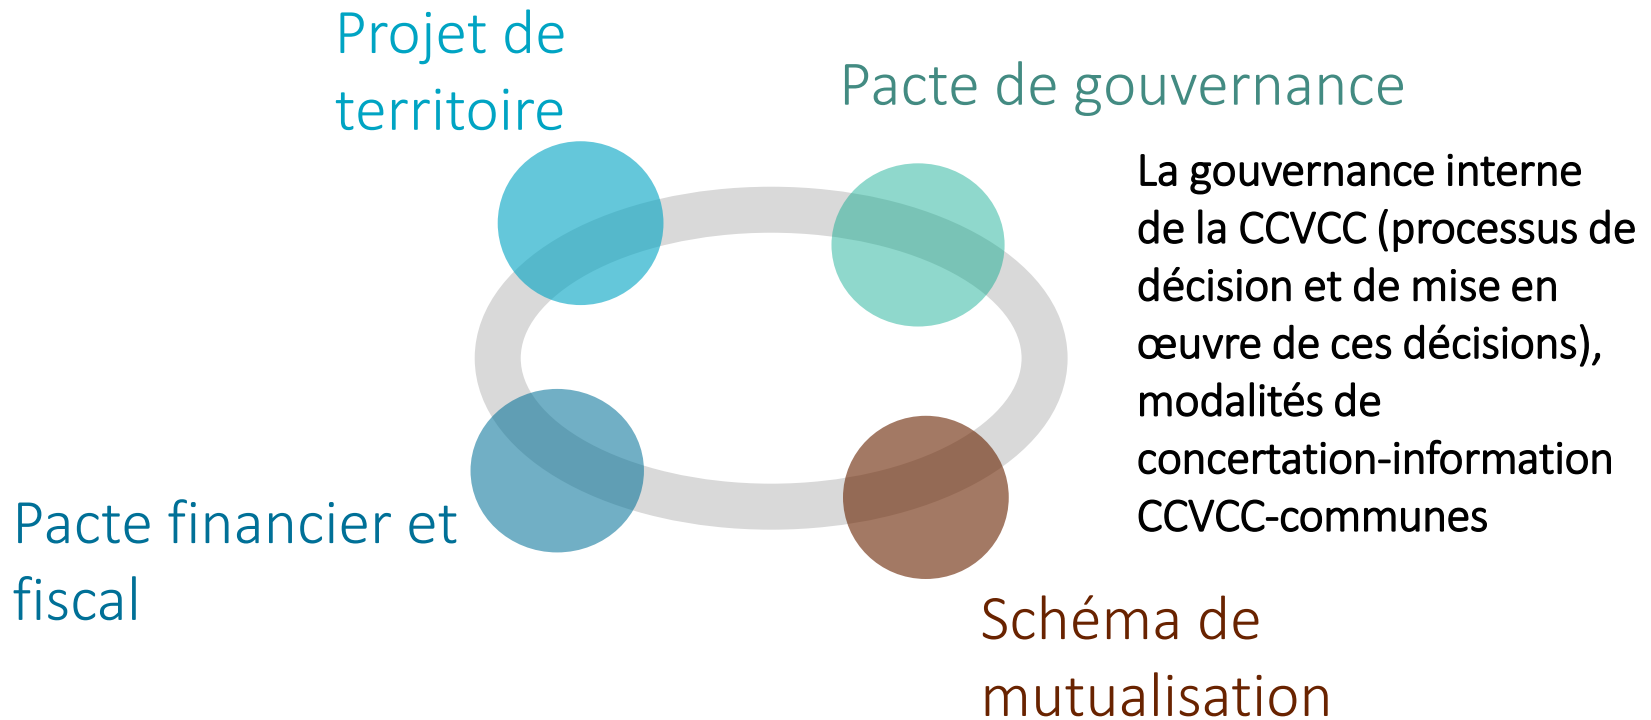 Projet de
territoire
Pacte de gouvernance
La gouvernance interne
de la CCVCC (processus de
décision et de mise en
œuvre de ces décisions),
modalités de
concertation-information
CCVCC-communes
Pacte financier et
fiscal
Schéma de
mutualisation